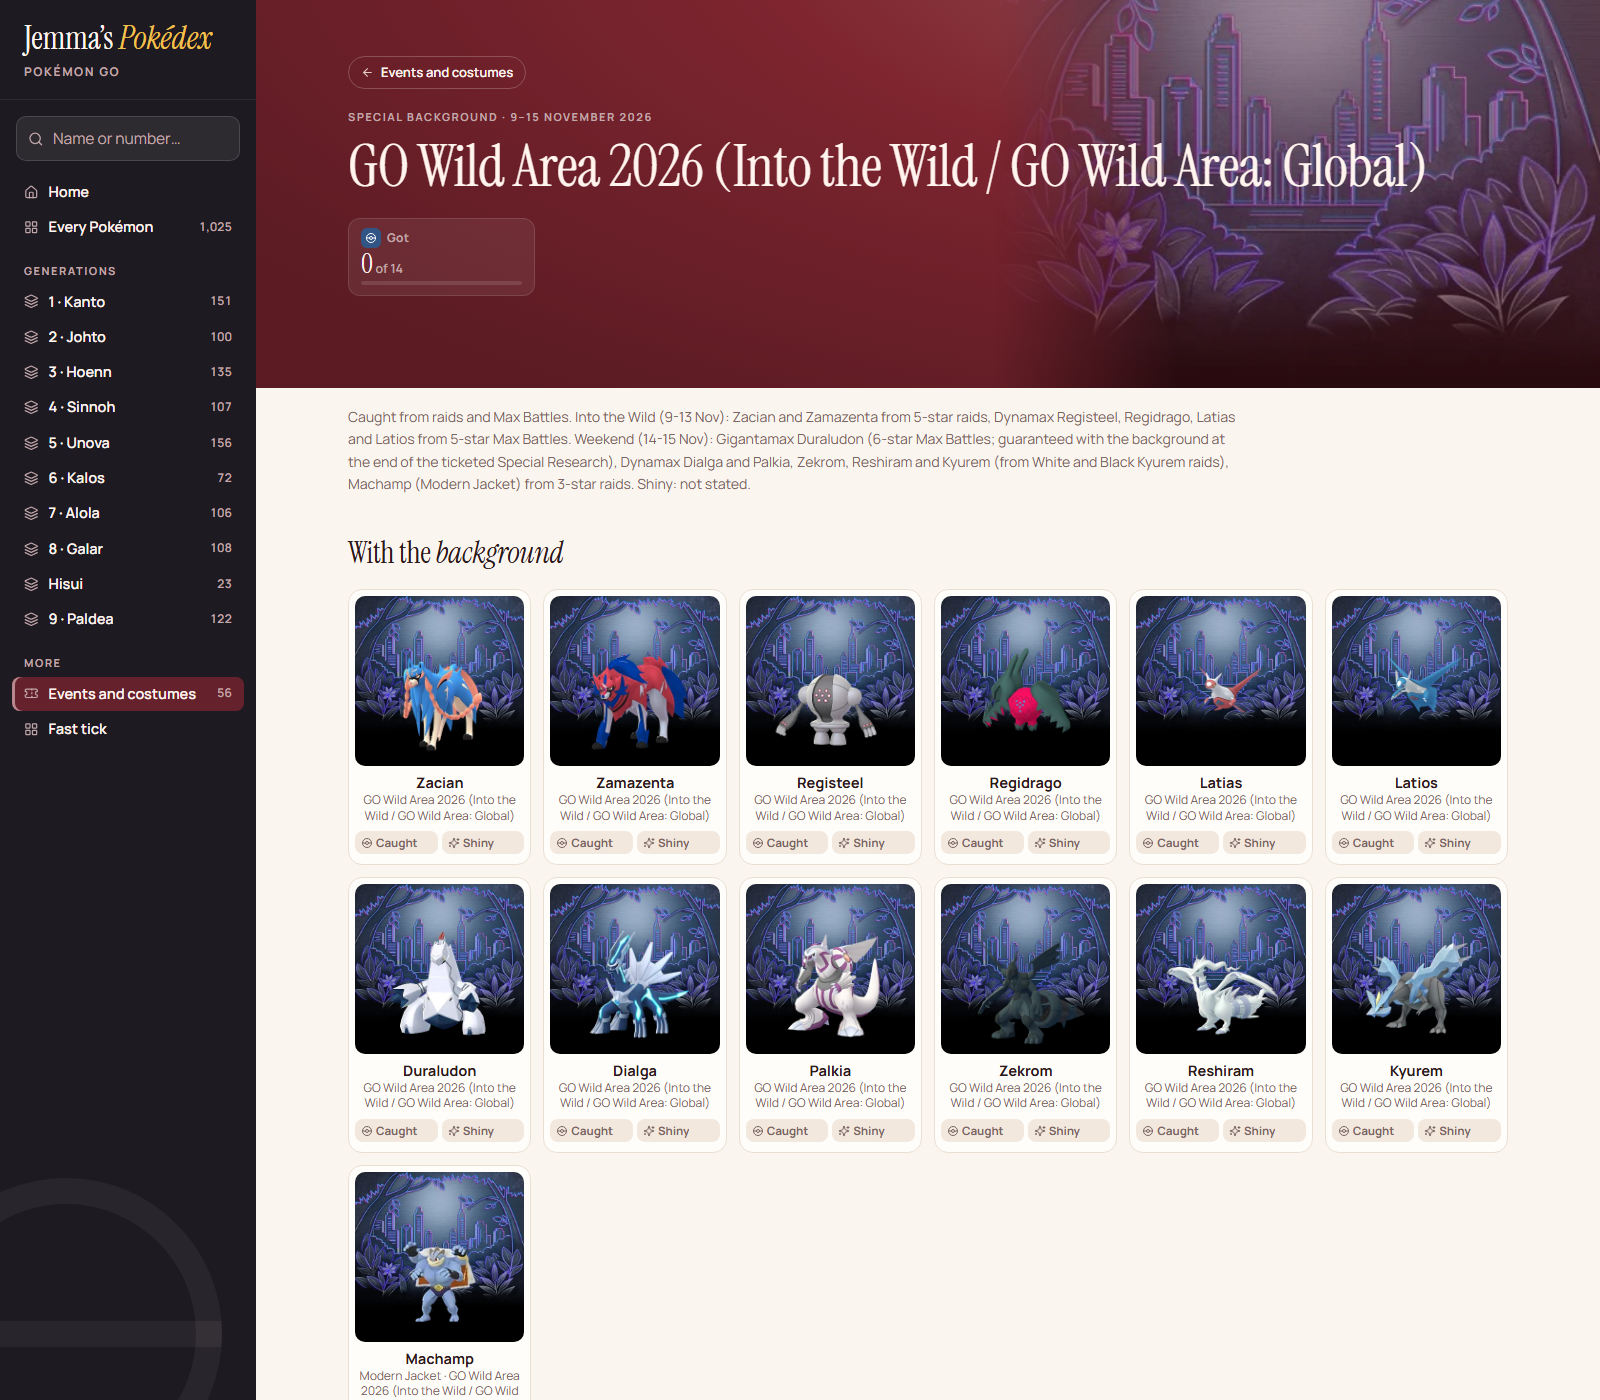 Jemma's Pokédex
POKÉMON GO
Name or number...
Home
Every Pokémon 1,025
GENERATIONS
1 · Kanto 151
2 · Johto 100
3 · Hoenn 135
4 · Sinnoh 107
5 · Unova 156
6 · Kalos 72
7 · Alola 106
8 · Galar 108
Hisui 23
9 · Paldea 122
MORE
Events and costumes 56
Fast tick
← Events and costumes
SPECIAL BACKGROUND · 9–15 NOVEMBER 2026
GO Wild Area 2026 (Into the Wild / GO Wild Area: Global)
Got
0 of 14
Caught from raids and Max Battles. Into the Wild (9-13 Nov): Zacian and Zamazenta from 5-star raids, Dynamax Registeel, Regidrago, Latias
and Latios from 5-star Max Battles. Weekend (14-15 Nov): Gigantamax Duraludon (6-star Max Battles; guaranteed with the background at
the end of the ticketed Special Research), Dynamax Dialga and Palkia, Zekrom, Reshiram and Kyurem (from White and Black Kyurem raids),
Machamp (Modern Jacket) from 3-star raids. Shiny: not stated.
With the background
Zacian
GO Wild Area 2026 (Into the
Wild / GO Wild Area: Global)
Caught Shiny
Zamazenta
GO Wild Area 2026 (Into the
Wild / GO Wild Area: Global)
Caught Shiny
Registeel
GO Wild Area 2026 (Into the
Wild / GO Wild Area: Global)
Caught Shiny
Regidrago
GO Wild Area 2026 (Into the
Wild / GO Wild Area: Global)
Caught Shiny
Latias
GO Wild Area 2026 (Into the
Wild / GO Wild Area: Global)
Caught Shiny
Latios
GO Wild Area 2026 (Into the
Wild / GO Wild Area: Global)
Caught Shiny
Duraludon
GO Wild Area 2026 (Into the
Wild / GO Wild Area: Global)
Caught Shiny
Dialga
GO Wild Area 2026 (Into the
Wild / GO Wild Area: Global)
Caught Shiny
Palkia
GO Wild Area 2026 (Into the
Wild / GO Wild Area: Global)
Caught Shiny
Zekrom
GO Wild Area 2026 (Into the
Wild / GO Wild Area: Global)
Caught Shiny
Reshiram
GO Wild Area 2026 (Into the
Wild / GO Wild Area: Global)
Caught Shiny
Kyurem
GO Wild Area 2026 (Into the
Wild / GO Wild Area: Global)
Caught Shiny
Machamp
Modern Jacket · GO Wild Area
2026 (Into the Wild / GO Wild